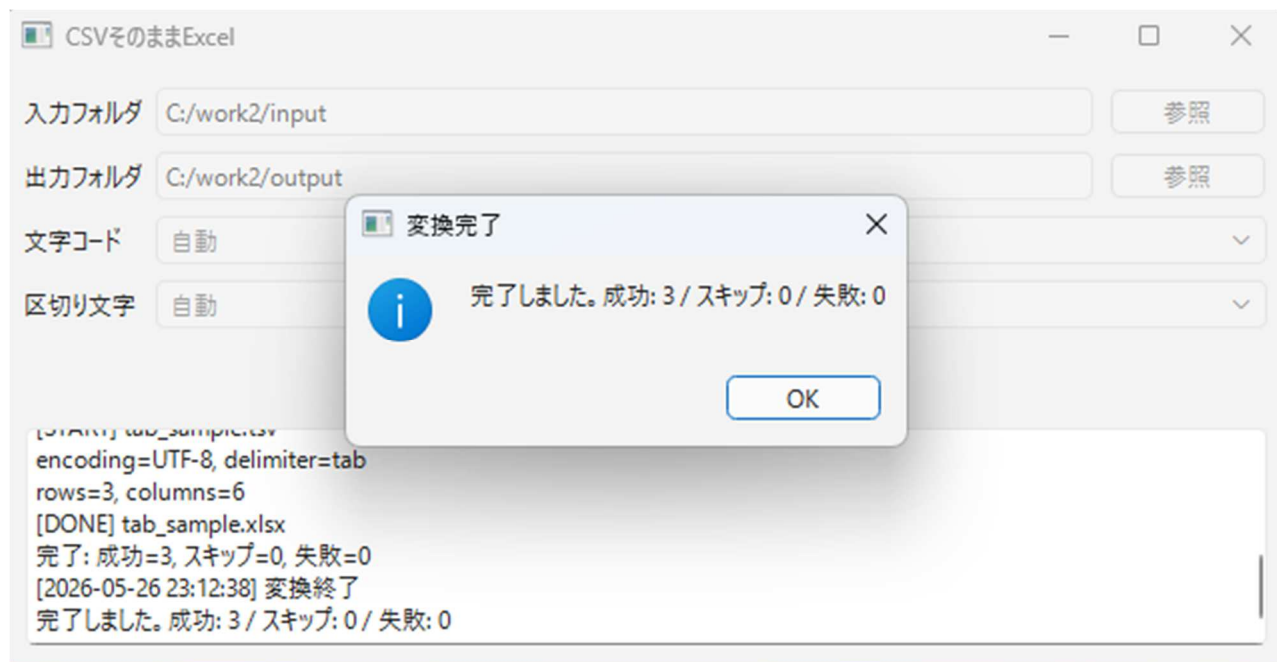 CSVそのままExcel
入力フォルダ C:/work2/input 参照
出力フォルダ C:/work2/output 参照
文字コード 自動
区切り文字 自動
変換完了
完了しました。成功: 3 / スキップ: 0 / 失敗: 0
OK
[START] tab_sample.tsv
encoding=UTF-8, delimiter=tab
rows=3, columns=6
[DONE] tab_sample.xlsx
完了: 成功=3, スキップ=0, 失敗=0
[2026-05-26 23:12:38] 変換終了
完了しました。成功: 3 / スキップ: 0 / 失敗: 0